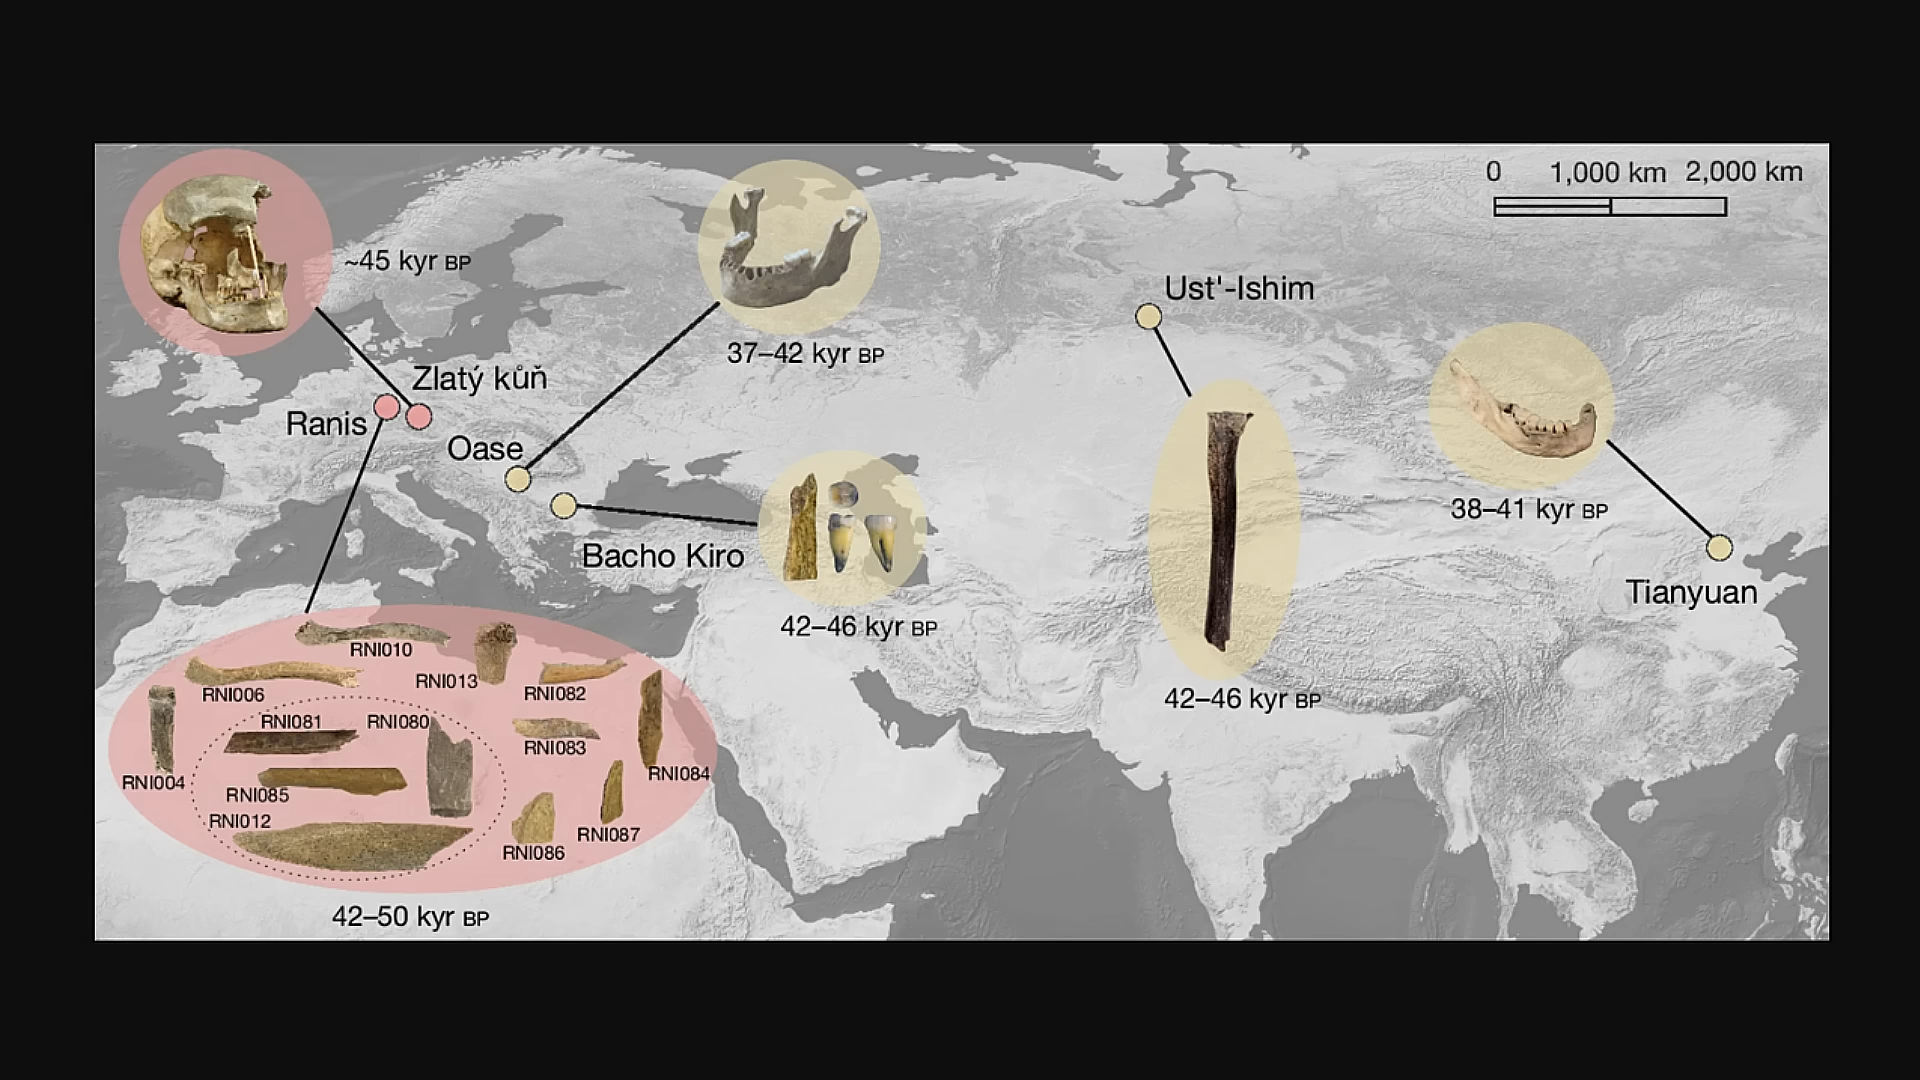 0 1,000 km 2,000 km
~45 kyr BP
Ust'-Ishim
37–42 kyr BP
Zlatý kůň
Ranis
Oase
38–41 kyr BP
Bacho Kiro
Tianyuan
42–46 kyr BP
RNI010
RNI013
RNI082
RNI006
42–46 kyr BP
RNI081
RNI080
RNI083
RNI084
RNI004
RNI085
RNI012
RNI087
RNI086
42–50 kyr BP